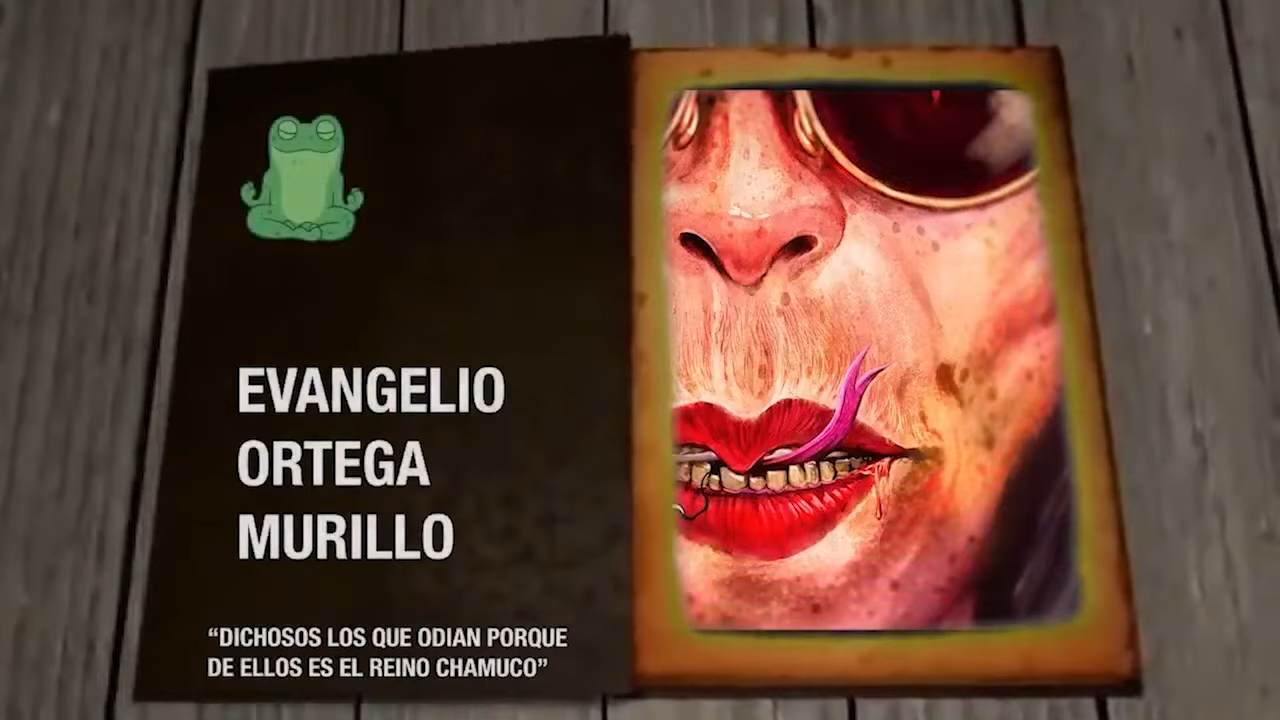 EVANGELIO
ORTEGA
MURILLO
“DICHOSOS LOS QUE ODIAN PORQUE
DE ELLOS ES EL REINO CHAMUCO”